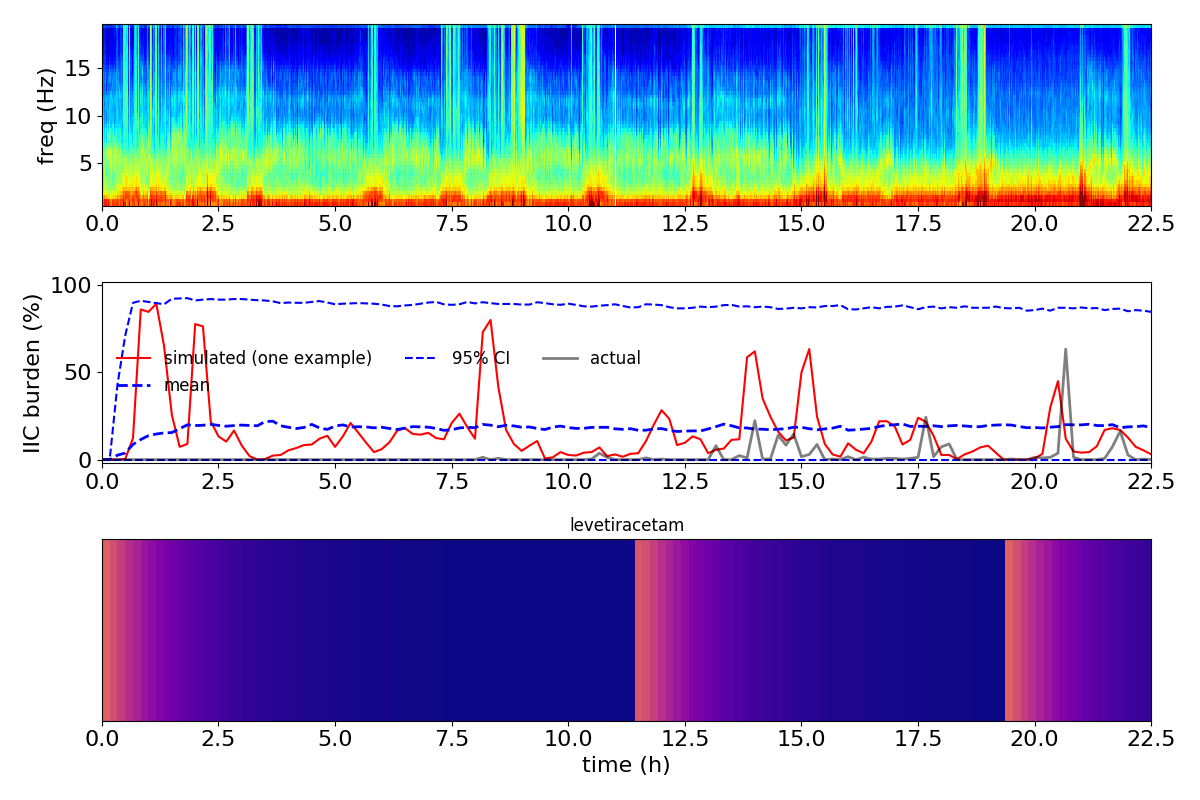 freq (Hz)
15
10
5
0.0 2.5 5.0 7.5 10.0 12.5 15.0 17.5 20.0 22.5
IIC burden (%)
100
50
0
simulated (one example) 95% CI actual
mean
0.0 2.5 5.0 7.5 10.0 12.5 15.0 17.5 20.0 22.5
levetiracetam
0.0 2.5 5.0 7.5 10.0 12.5 15.0 17.5 20.0 22.5
time (h)